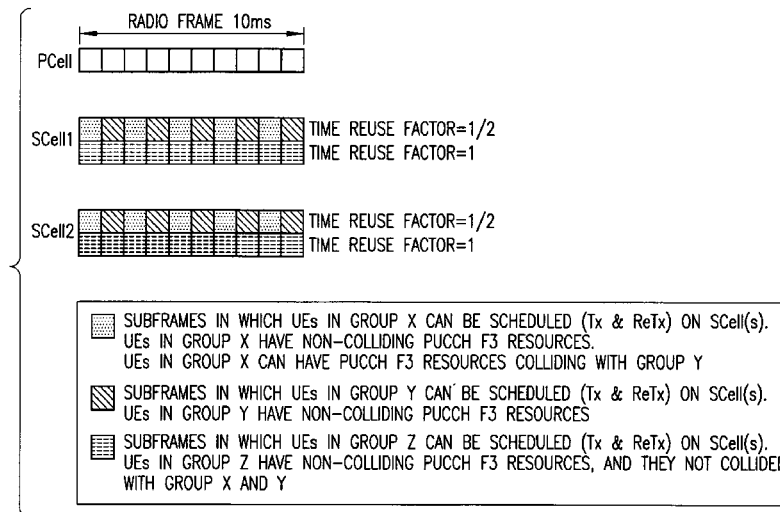 RADIO FRAME 10ms
PCell
SCell1
TIME REUSE FACTOR=1/2
TIME REUSE FACTOR=1
SCell2
TIME REUSE FACTOR=1/2
TIME REUSE FACTOR=1
SUBFRAMES IN WHICH UEs IN GROUP X CAN BE SCHEDULED (Tx & ReTx) ON SCell(s).
UEs IN GROUP X HAVE NON-COLLIDING PUCCH F3 RESOURCES.
UEs IN GROUP X CAN HAVE PUCCH F3 RESOURCES COLLIDING WITH GROUP Y
SUBFRAMES IN WHICH UEs IN GROUP Y CAN BE SCHEDULED (Tx & ReTx) ON SCell(s).
UEs IN GROUP Y HAVE NON-COLLIDING PUCCH F3 RESOURCES
SUBFRAMES IN WHICH UEs IN GROUP Z CAN BE SCHEDULED (Tx & ReTx) ON SCell(s).
UEs IN GROUP Z HAVE NON-COLLIDING PUCCH F3 RESOURCES, AND THEY NOT COLLIDED
WITH GROUP X AND Y